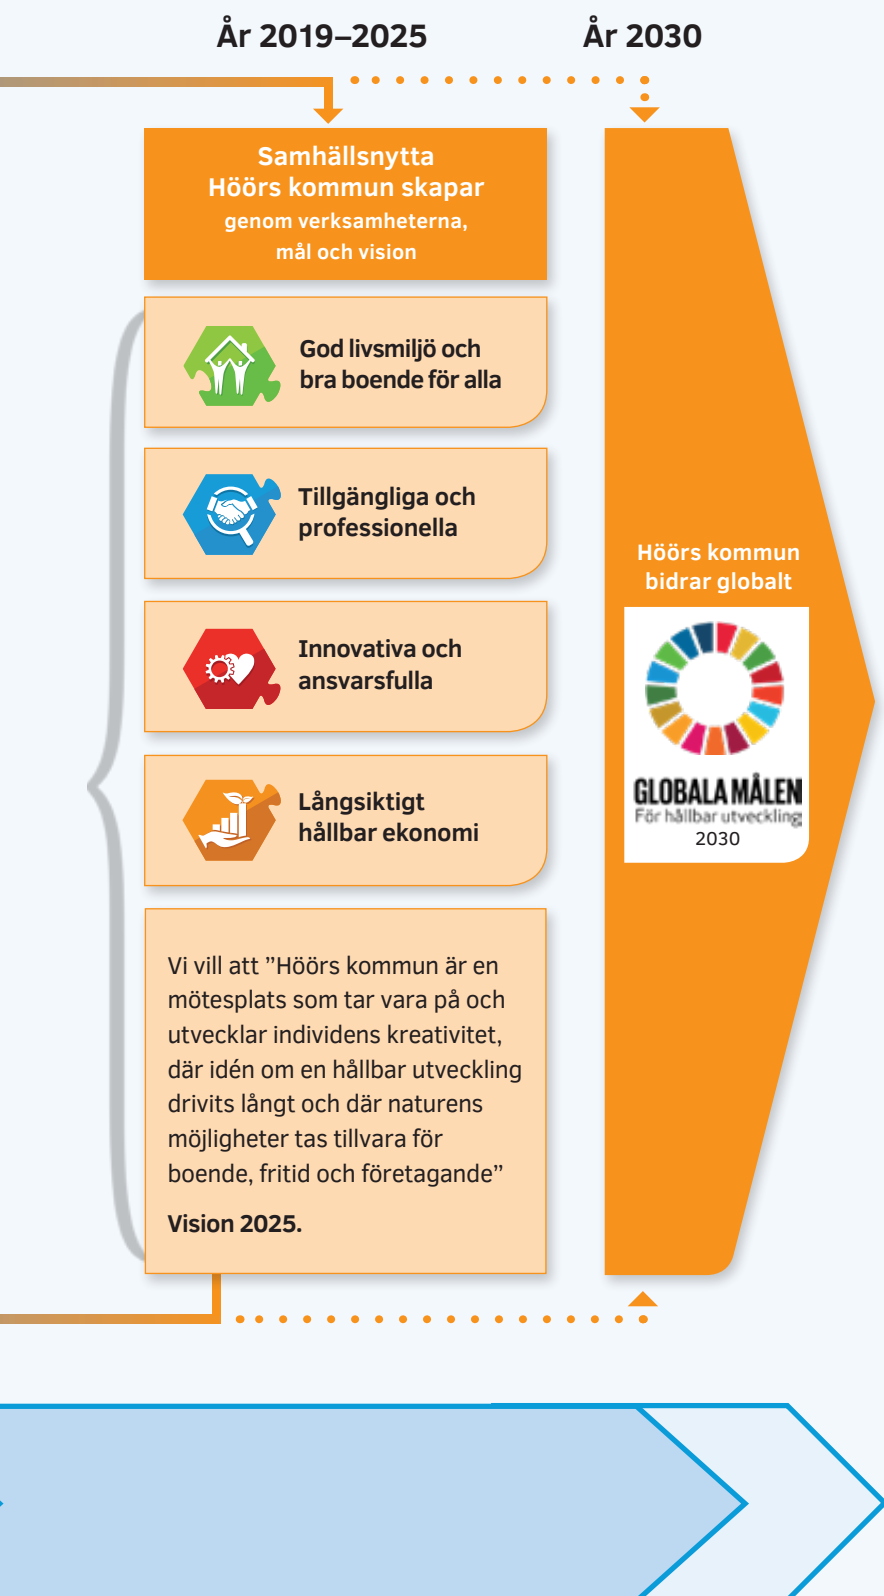 År 2019–2025
År 2030
Samhällsnytta
Höörs kommun skapar
genom verksamheterna,
mål och vision
God livsmiljö och
bra boende för alla
Tillgängliga och
professionella
Innovativa och
ansvarsfulla
Långsiktigt
hållbar ekonomi
Vi vill att ”Höörs kommun är en
mötesplats som tar vara på och
utvecklar individens kreativitet,
där idén om en hållbar utveckling
drivits långt och där naturens
möjligheter tas tillvara för
boende, fritid och företagande”
Vision 2025.
Höörs kommun
bidrar globalt
GLOBALA MÅLEN
För hållbar utveckling
2030